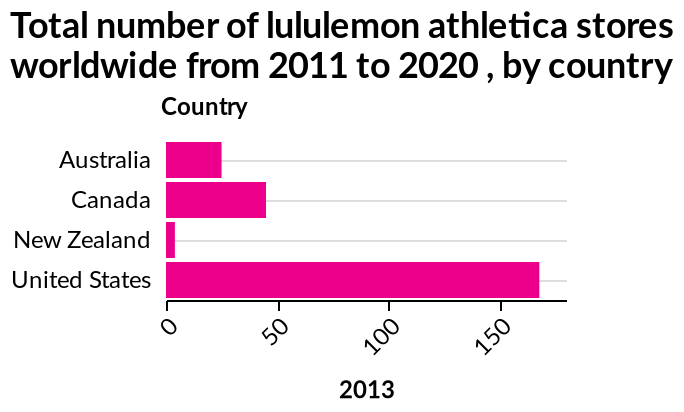 Total number of lululemon athletica stores
worldwide from 2011 to 2020 , by country
Country
Australia
Canada
New Zealand
United States
0
50
100
150
2013